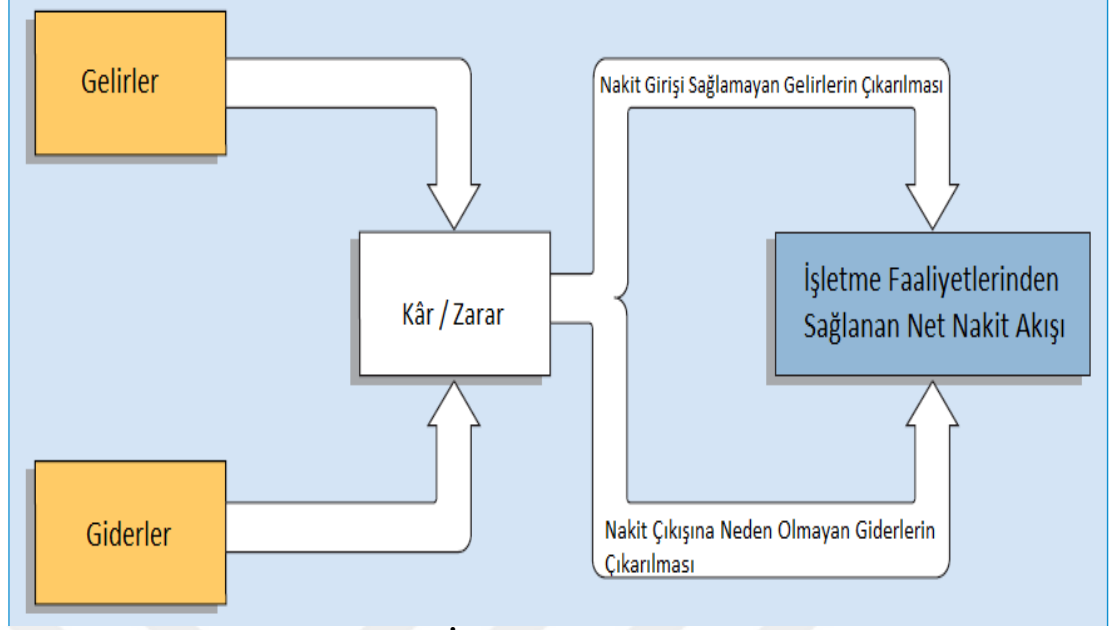 Gelirler
Nakit Girişi Sağlamayan Gelirlerin Çıkarılması
Kâr / Zarar
İşletme Faaliyetlerinden
Sağlanan Net Nakit Akışı
Giderler
Nakit Çıkışına Neden Olmayan Giderlerin
Çıkarılması